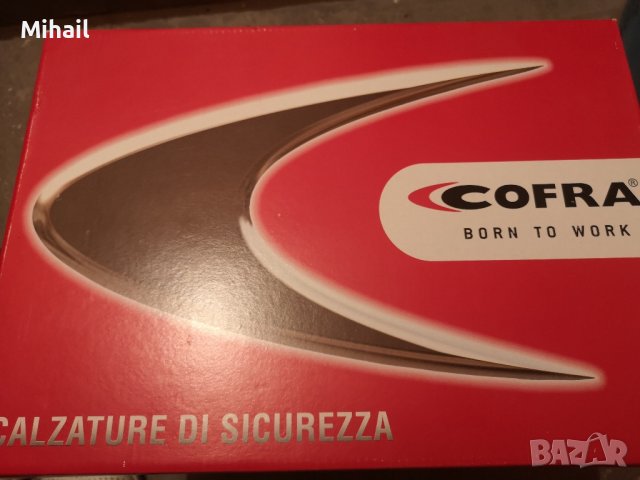 Mihail
COFRA®
BORN TO WORK
CALZATURE DI SICUREZZA
BAZAR